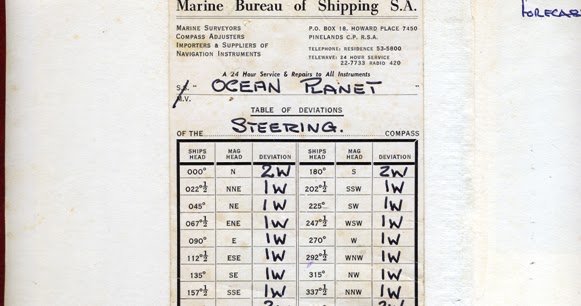 Marine Bureau of Shipping S.A.
FORECAS
MARINE SURVEYORS
COMPASS ADJUSTERS
IMPORTERS & SUPPLIERS OF
NAVIGATION INSTRUMENTS
P.O. BOX 18, HOWARD PLACE 7450
PINELANDS C.P. R.S.A.
TELEPHONE: RESIDENCE 53-5800
TELEWAVE: 24 HOUR SERVICE
22-7733 RADIO 420
A 24 Hour Service & Repairs to All Instruments
S.S. OCEAN PLANET
M.V.
TABLE OF DEVIATIONS
OF THE STEERING. COMPASS
SHIPS HEAD MAG HEAD DEVIATION SHIPS HEAD MAG HEAD DEVIATION
000° N 2W 180° S 2W
022°½ NNE 1W 202°½ SSW 1W
045° NE 1W 225° SW 1W
067°½ ENE 1W 247°½ WSW 1W
090° E 1W 270° W 1W
112°½ ESE 1W 292°½ WNW 1W
135° SE 1W 315° NW 1W
157°½ SSE 1W 337°½ NNW 1W